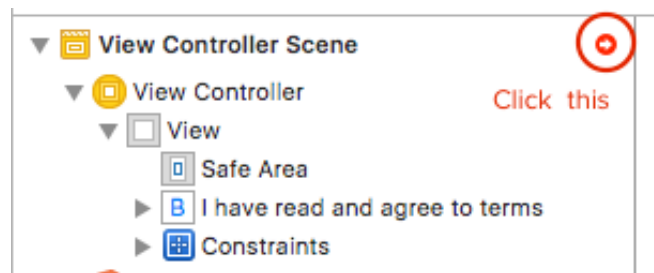 View Controller Scene
View Controller
Click this
View
Safe Area
B I have read and agree to terms
Constraints